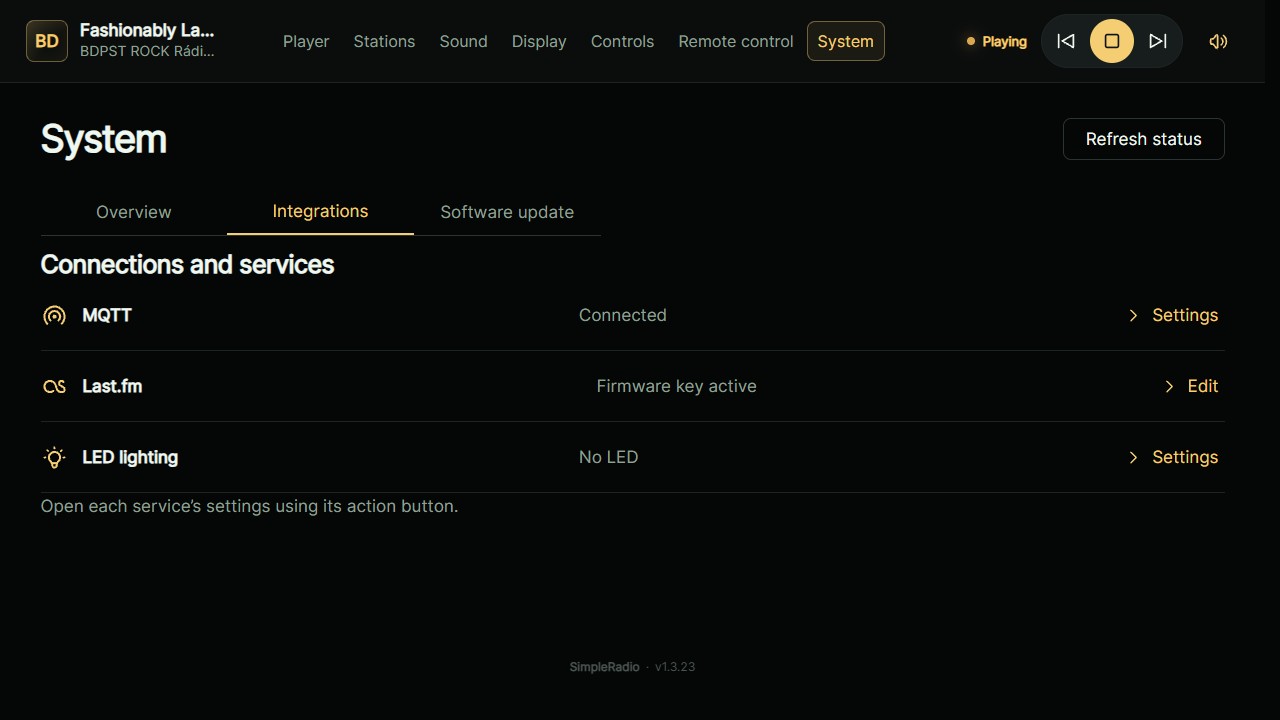 BD
Fashionably La...
BDPST ROCK Rádi...
Player
Stations
Sound
Display
Controls
Remote control
System
Playing
System
Refresh status
Overview
Integrations
Software update
Connections and services
MQTT
Connected
Settings
Last.fm
Firmware key active
Edit
LED lighting
No LED
Settings
Open each service’s settings using its action button.
SimpleRadio · v1.3.23